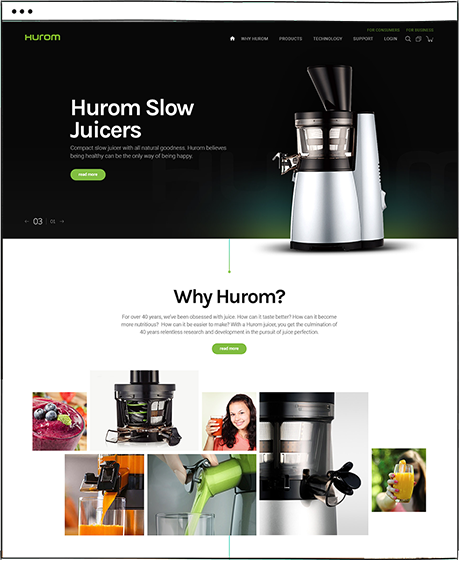 FOR CONSUMERS FOR BUSINESS
HUROM
WHY HUROM PRODUCTS TECHNOLOGY SUPPORT LOGIN
Hurom Slow
Juicers
Compact slow juicer with all natural goodness. Hurom believes
being healthy can be the only way of being happy.
read more
03 01
Why Hurom?
For over 40 years, we've been obsessed with juice. How can it taste better? How can it become
more nutritious? How can it be easier to make? With a Hurom juicer, you get the culmination of
40 years relentless research and development in the pursuit of juice perfection.
read more